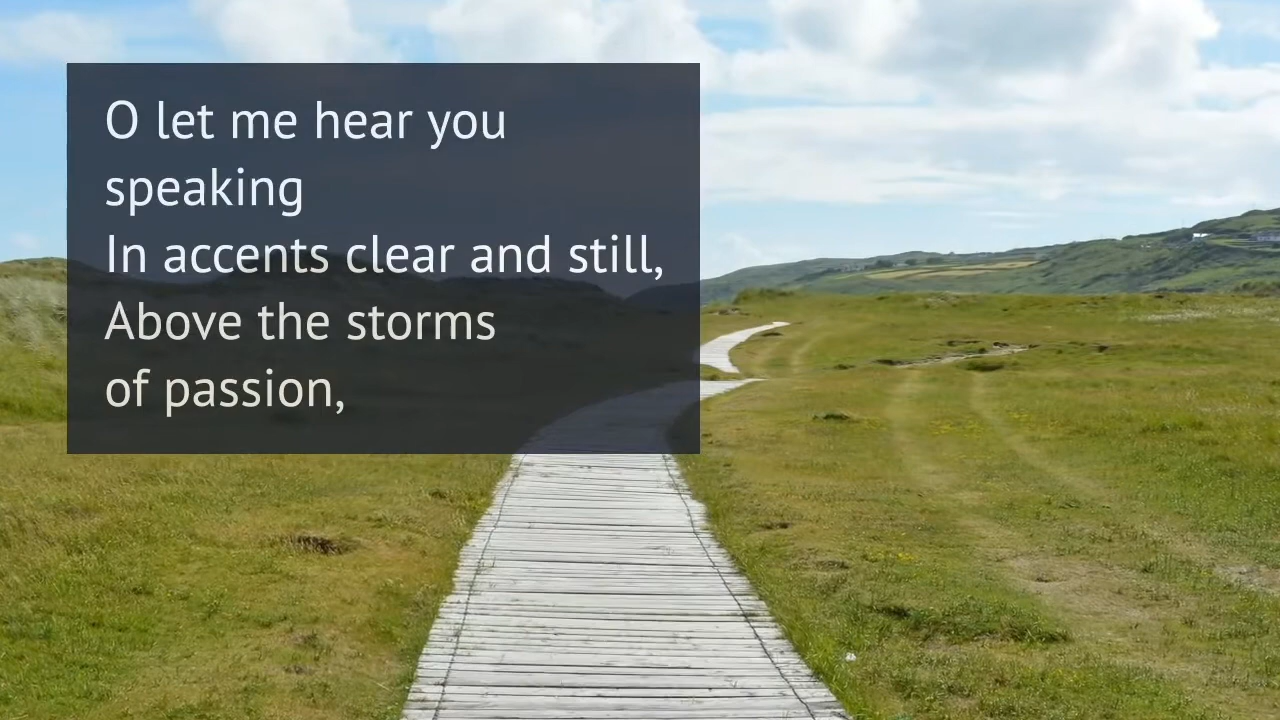 O let me hear you
speaking
In accents clear and still,
Above the storms
of passion,